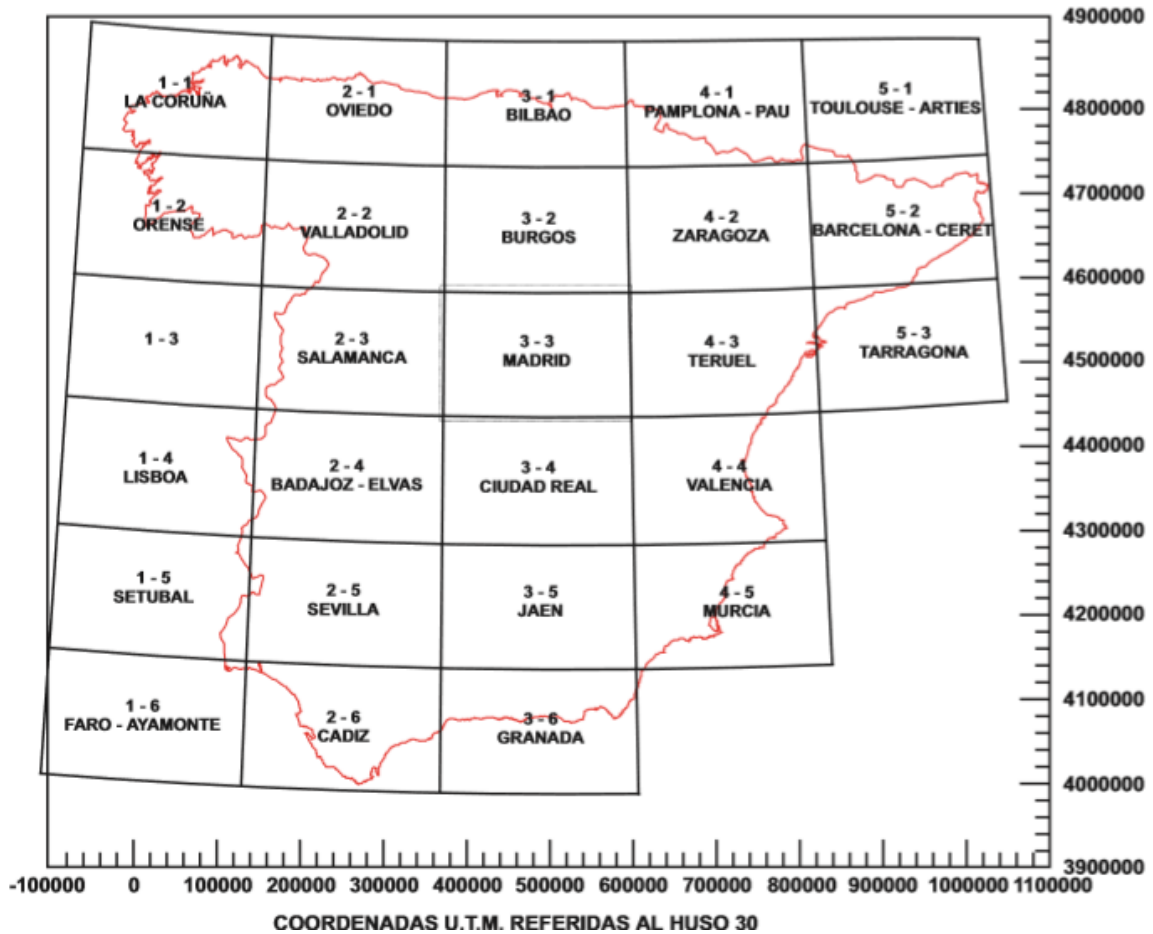 4900000
1 - 1
LA CORUÑA
2 - 1
OVIEDO
3 - 1
BILBAO
4 - 1
PAMPLONA - PAU
5 - 1
TOULOUSE - ARTIES
4800000
1 - 2
ORENSE
2 - 2
VALLADOLID
3 - 2
BURGOS
4 - 2
ZARAGOZA
5 - 2
BARCELONA - CERET
4700000
4600000
1 - 3
2 - 3
SALAMANCA
3 - 3
MADRID
4 - 3
TERUEL
5 - 3
TARRAGONA
4500000
4400000
1 - 4
LISBOA
2 - 4
BADAJOZ - ELVAS
3 - 4
CIUDAD REAL
4 - 4
VALENCIA
4300000
1 - 5
SETUBAL
2 - 5
SEVILLA
3 - 5
JAEN
4 - 5
MURCIA
4200000
4100000
1 - 6
FARO - AYAMONTE
2 - 6
CADIZ
3 - 6
GRANADA
4000000
3900000
-100000 0 100000 200000 300000 400000 500000 600000 700000 800000 900000 1000000 1100000
COORDENADAS U.T.M. REFERIDAS AL HUSO 30